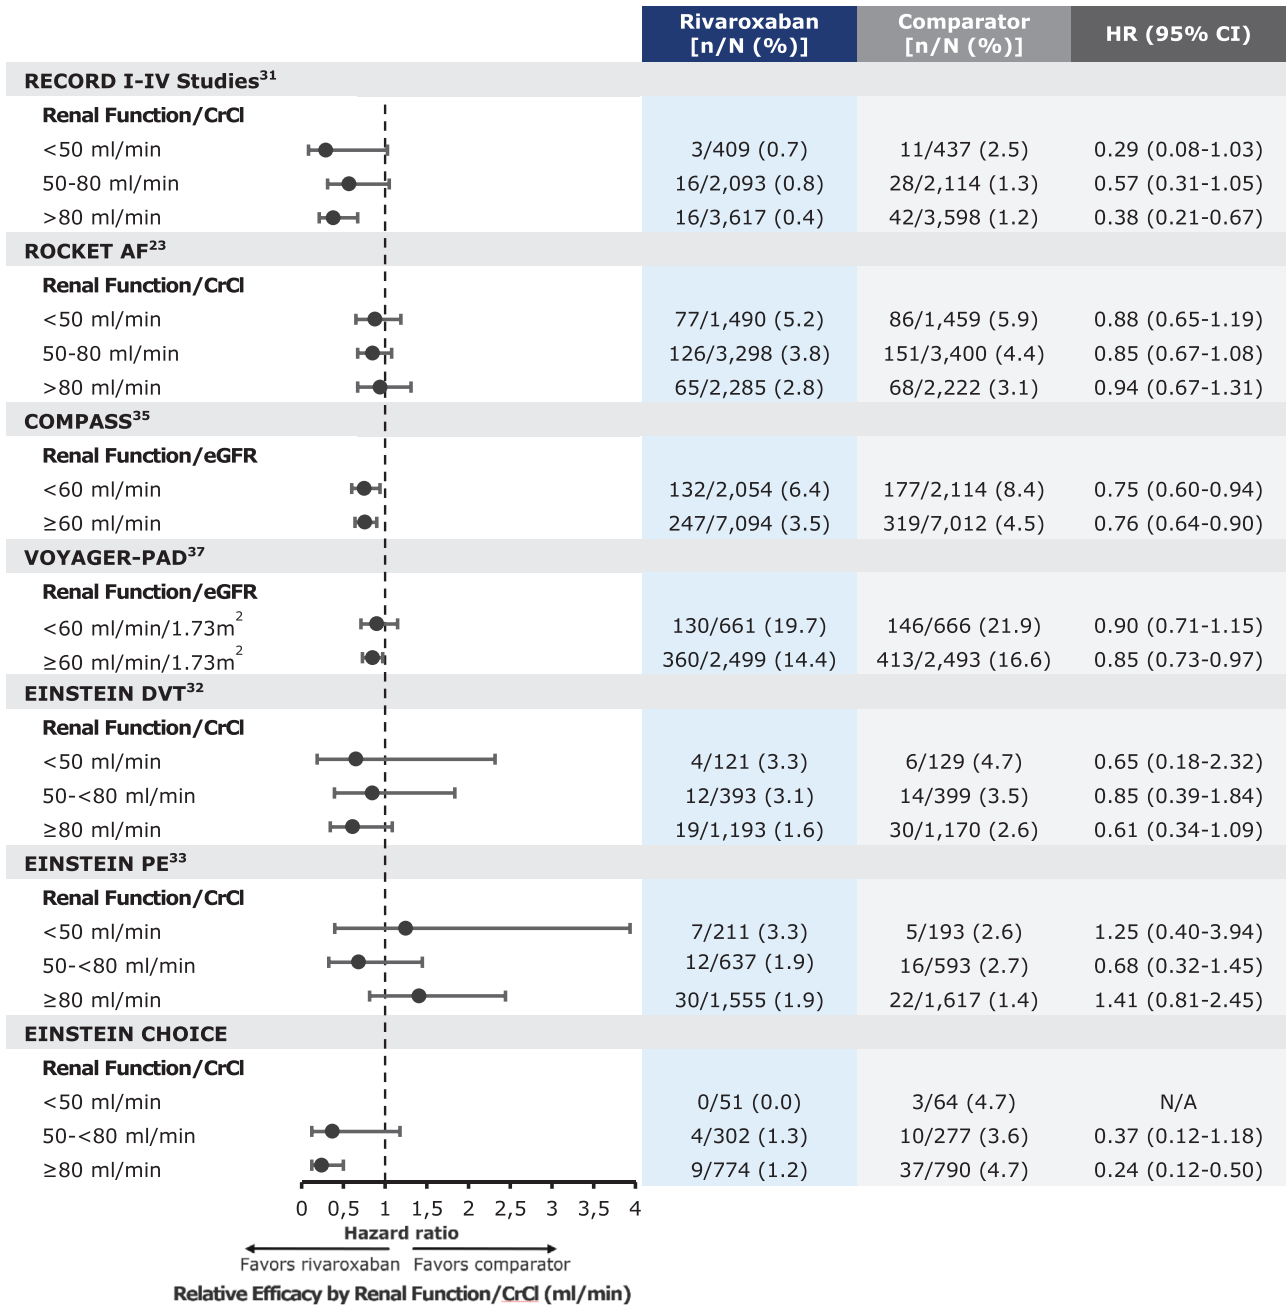 Rivaroxaban [n/N (%)] Comparator [n/N (%)] HR (95% CI)
RECORD I-IV Studies31
Renal Function/CrCl
<50 ml/min 3/409 (0.7) 11/437 (2.5) 0.29 (0.08-1.03)
50-80 ml/min 16/2,093 (0.8) 28/2,114 (1.3) 0.57 (0.31-1.05)
>80 ml/min 16/3,617 (0.4) 42/3,598 (1.2) 0.38 (0.21-0.67)
ROCKET AF23
Renal Function/CrCl
<50 ml/min 77/1,490 (5.2) 86/1,459 (5.9) 0.88 (0.65-1.19)
50-80 ml/min 126/3,298 (3.8) 151/3,400 (4.4) 0.85 (0.67-1.08)
>80 ml/min 65/2,285 (2.8) 68/2,222 (3.1) 0.94 (0.67-1.31)
COMPASS35
Renal Function/eGFR
<60 ml/min 132/2,054 (6.4) 177/2,114 (8.4) 0.75 (0.60-0.94)
≥60 ml/min 247/7,094 (3.5) 319/7,012 (4.5) 0.76 (0.64-0.90)
VOYAGER-PAD37
Renal Function/eGFR
<60 ml/min/1.73m2 130/661 (19.7) 146/666 (21.9) 0.90 (0.71-1.15)
≥60 ml/min/1.73m2 360/2,499 (14.4) 413/2,493 (16.6) 0.85 (0.73-0.97)
EINSTEIN DVT32
Renal Function/CrCl
<50 ml/min 4/121 (3.3) 6/129 (4.7) 0.65 (0.18-2.32)
50-<80 ml/min 12/393 (3.1) 14/399 (3.5) 0.85 (0.39-1.84)
≥80 ml/min 19/1,193 (1.6) 30/1,170 (2.6) 0.61 (0.34-1.09)
EINSTEIN PE33
Renal Function/CrCl
<50 ml/min 7/211 (3.3) 5/193 (2.6) 1.25 (0.40-3.94)
50-<80 ml/min 12/637 (1.9) 16/593 (2.7) 0.68 (0.32-1.45)
≥80 ml/min 30/1,555 (1.9) 22/1,617 (1.4) 1.41 (0.81-2.45)
EINSTEIN CHOICE
Renal Function/CrCl
<50 ml/min 0/51 (0.0) 3/64 (4.7) N/A
50-<80 ml/min 4/302 (1.3) 10/277 (3.6) 0.37 (0.12-1.18)
≥80 ml/min 9/774 (1.2) 37/790 (4.7) 0.24 (0.12-0.50)
0 0,5 1 1,5 2 2,5 3 3,5 4
Hazard ratio
Favors rivaroxaban Favors comparator
Relative Efficacy by Renal Function/CrCl (ml/min)